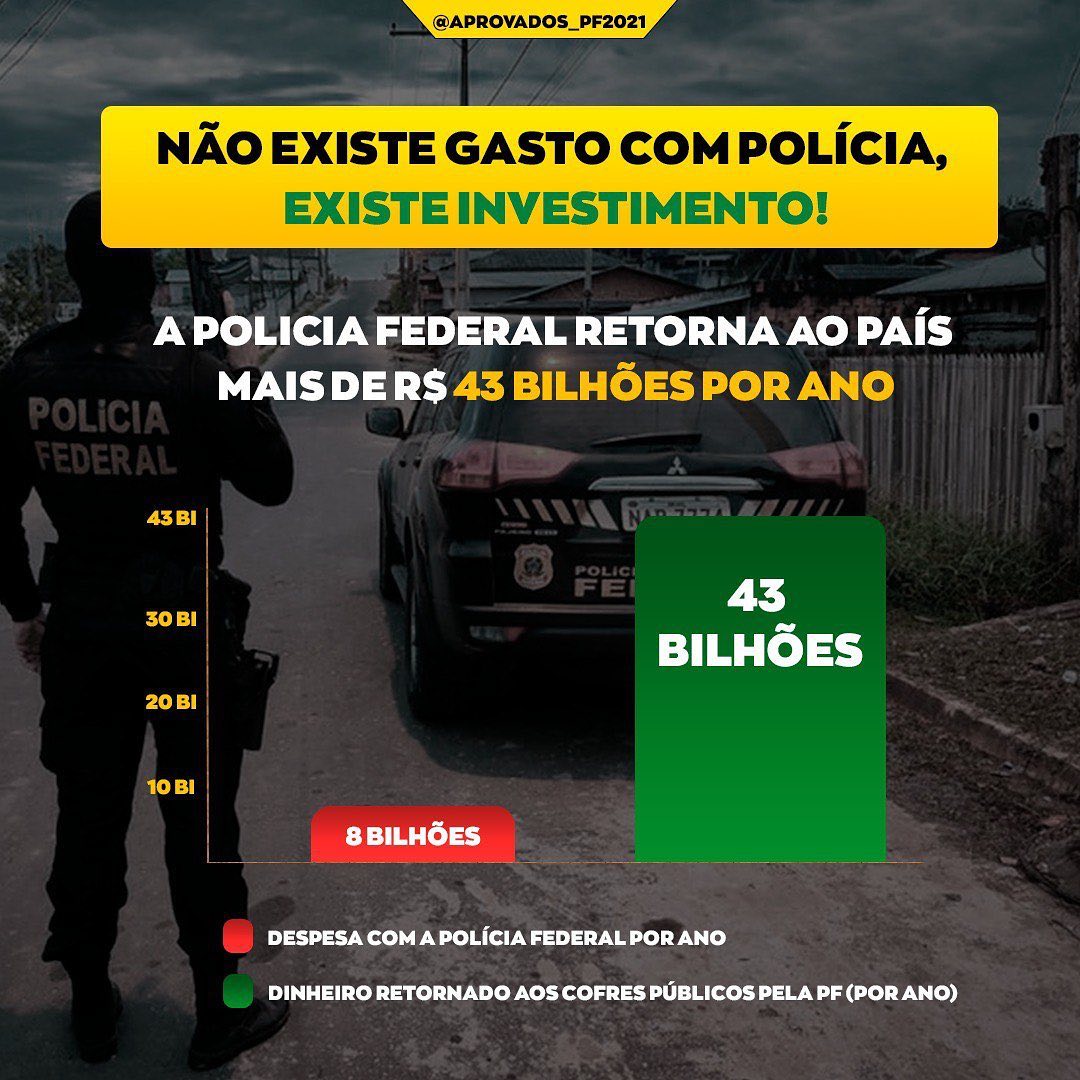 @APROVADOS_PF2021
NÃO EXISTE GASTO COM POLÍCIA,
EXISTE INVESTIMENTO!
A POLICIA FEDERAL RETORNA AO PAÍS
MAIS DE R$ 43 BILHÕES POR ANO
POLÍCIA
FEDERAL
43 BI
30 BI
20 BI
10 BI
POLÍC
FE
43
BILHÕES
8 BILHÕES
DESPESA COM A POLÍCIA FEDERAL POR ANO
DINHEIRO RETORNADO AOS COFRES PÚBLICOS PELA PF (POR ANO)